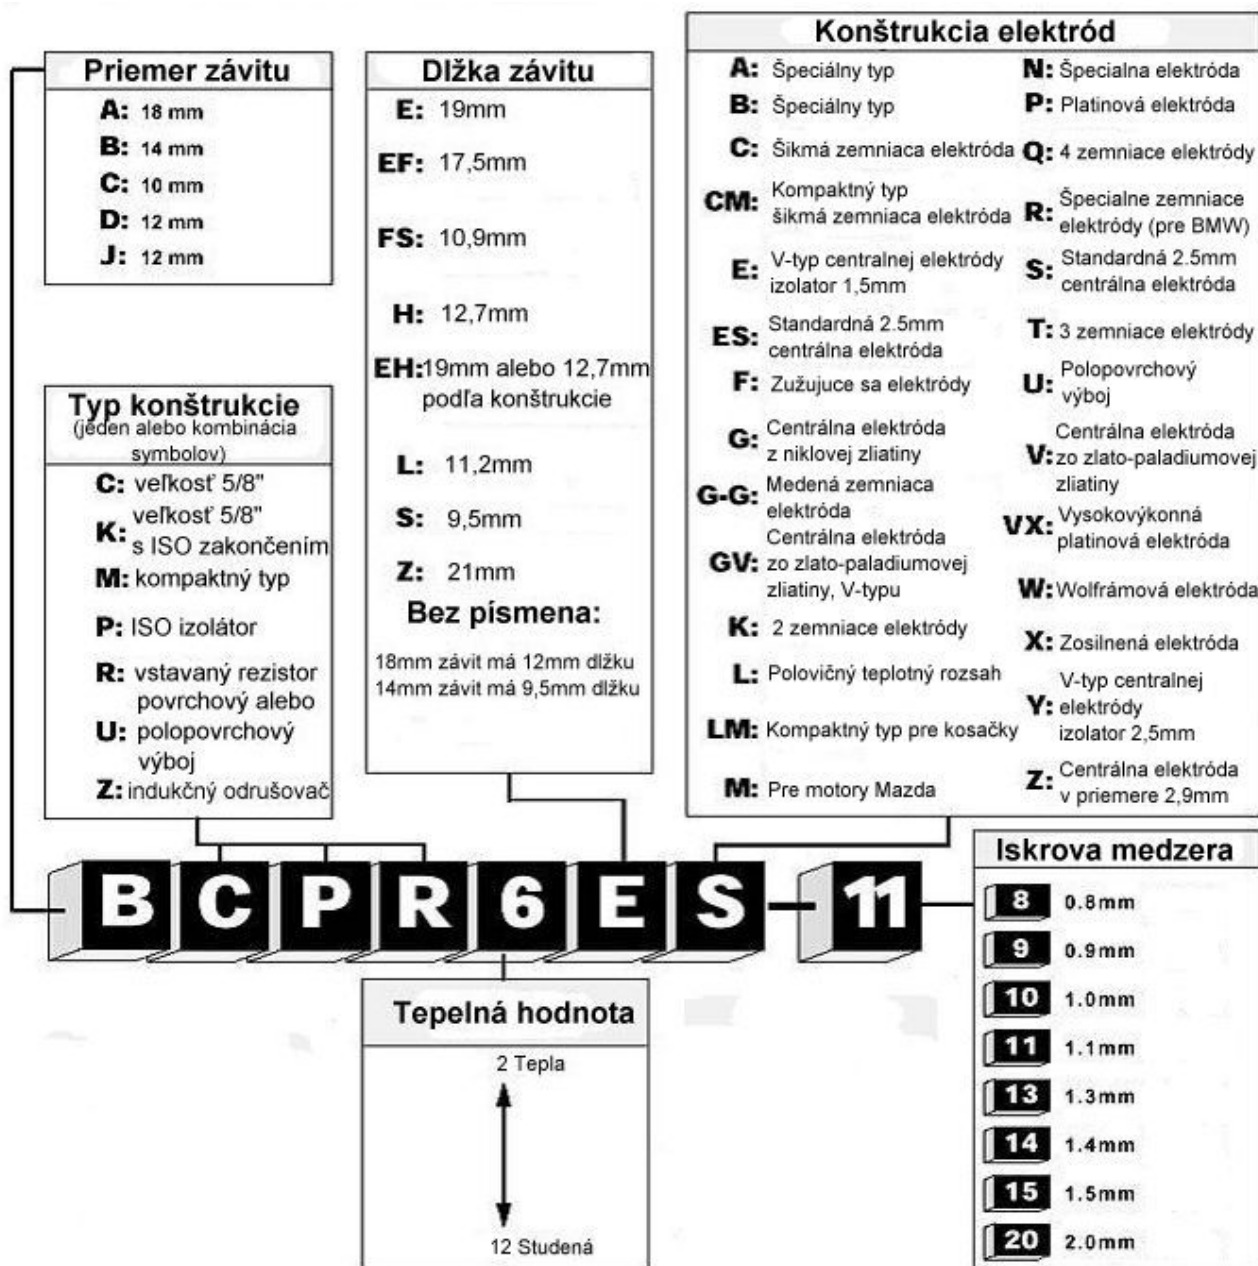 Priemer závitu
A: 18 mm
B: 14 mm
C: 10 mm
D: 12 mm
J: 12 mm
Typ konštrukcie
(jeden alebo kombinácia
symbolov)
C: veľkosť 5/8"
K: veľkosť 5/8"
s ISO zakončením
M: kompaktný typ
P: ISO izolátor
R: vstavaný rezistor
povrchový alebo
U: polopovrchový
výboj
Z: indukčný odrušovač
Dlžka závitu
E: 19mm
EF: 17,5mm
FS: 10,9mm
H: 12,7mm
EH: 19mm alebo 12,7mm
podľa konštrukcie
L: 11,2mm
S: 9,5mm
Z: 21mm
Bez písmena:
18mm závit má 12mm dlžku
14mm závit má 9,5mm dlžku
Konštrukcia elektród
A: Špeciálny typ
B: Špeciálny typ
C: Šikmá zemniaca elektróda
CM: Kompaktný typ
šikmá zemniaca elektróda
E: V-typ centralnej elektródy
izolator 1,5mm
ES: Standardná 2.5mm
centrálna elektróda
F: Zužujuce sa elektródy
G: Centrálna elektróda
z niklovej zliatiny
G-G: Medená zemniaca
elektróda
GV: Centrálna elektróda
zo zlato-paladiumovej
zliatiny, V-typu
K: 2 zemniace elektródy
L: Polovičný teplotný rozsah
LM: Kompaktný typ pre kosačky
M: Pre motory Mazda
N: Špecialna elektróda
P: Platinová elektróda
Q: 4 zemniace elektródy
R: Špecialne zemniace
elektródy (pre BMW)
S: Standardná 2.5mm
centrálna elektróda
T: 3 zemniace elektródy
U: Polopovrchový
výboj
V: Centrálna elektróda
zo zlato-paladiumovej
zliatiny
VX: Vysokovýkonná
platinová elektróda
W: Wolfrámová elektróda
X: Zosilnená elektróda
Y: V-typ centralnej
elektródy
izolator 2,5mm
Z: Centrálna elektróda
v priemere 2,9mm
B C P R 6 E S - 11
Tepelná hodnota
2 Tepla
12 Studená
Iskrova medzera
8 0.8mm
9 0.9mm
10 1.0mm
11 1.1mm
13 1.3mm
14 1.4mm
15 1.5mm
20 2.0mm